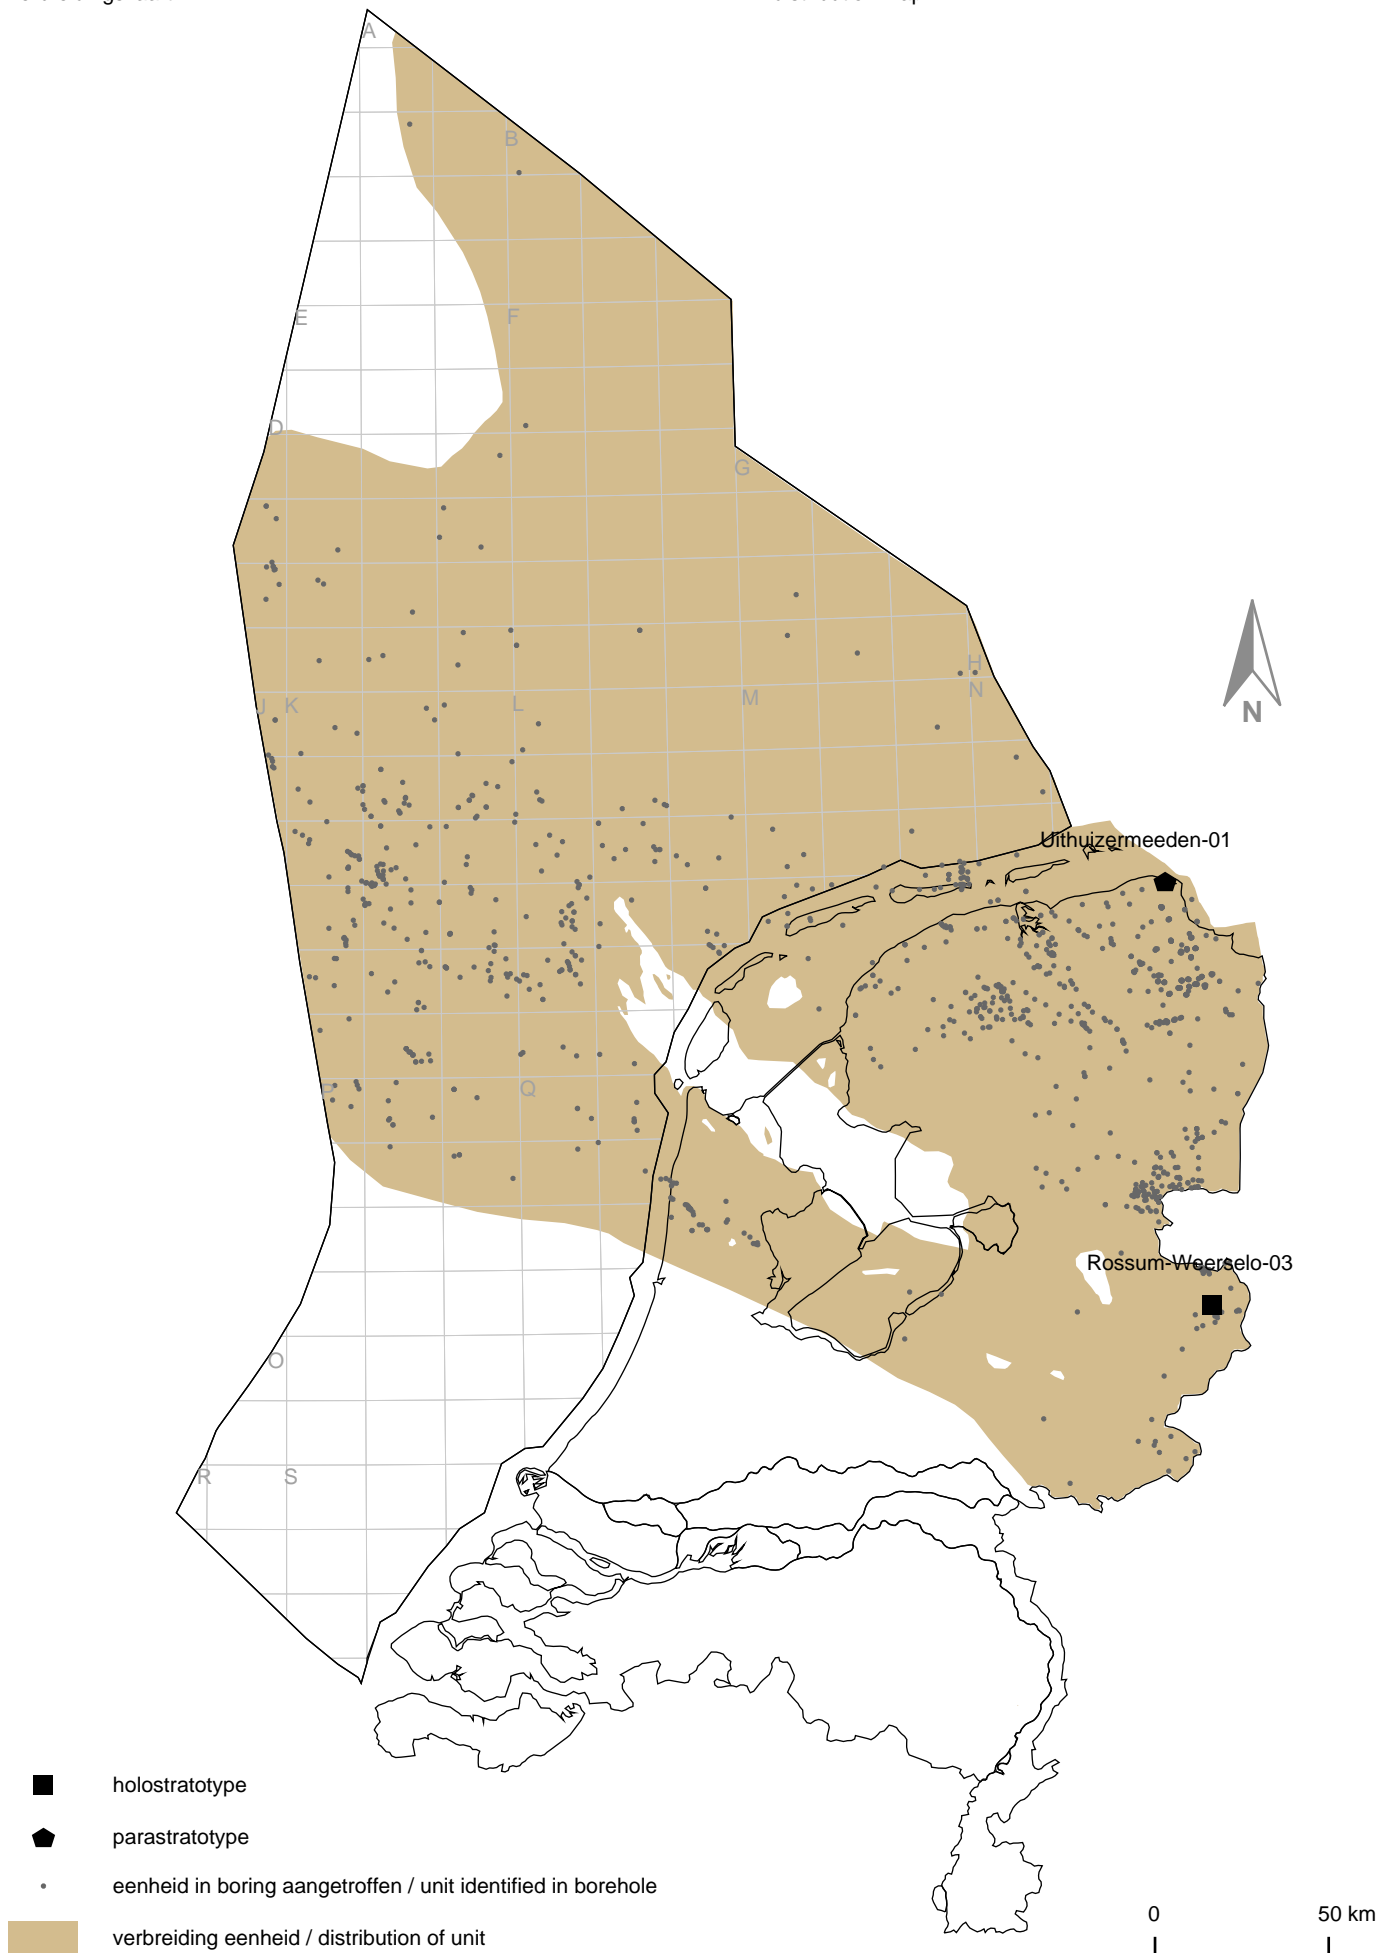 A
B
E
F
D
G
H
N
J
K
L
M
N
Uithuizermeeden-01
P
Q
Rossum-Weerselo-03
O
R
S
holostratotype
parastratotype
eenheid in boring aangetroffen / unit identified in borehole
verbreiding eenheid / distribution of unit
0
50 km